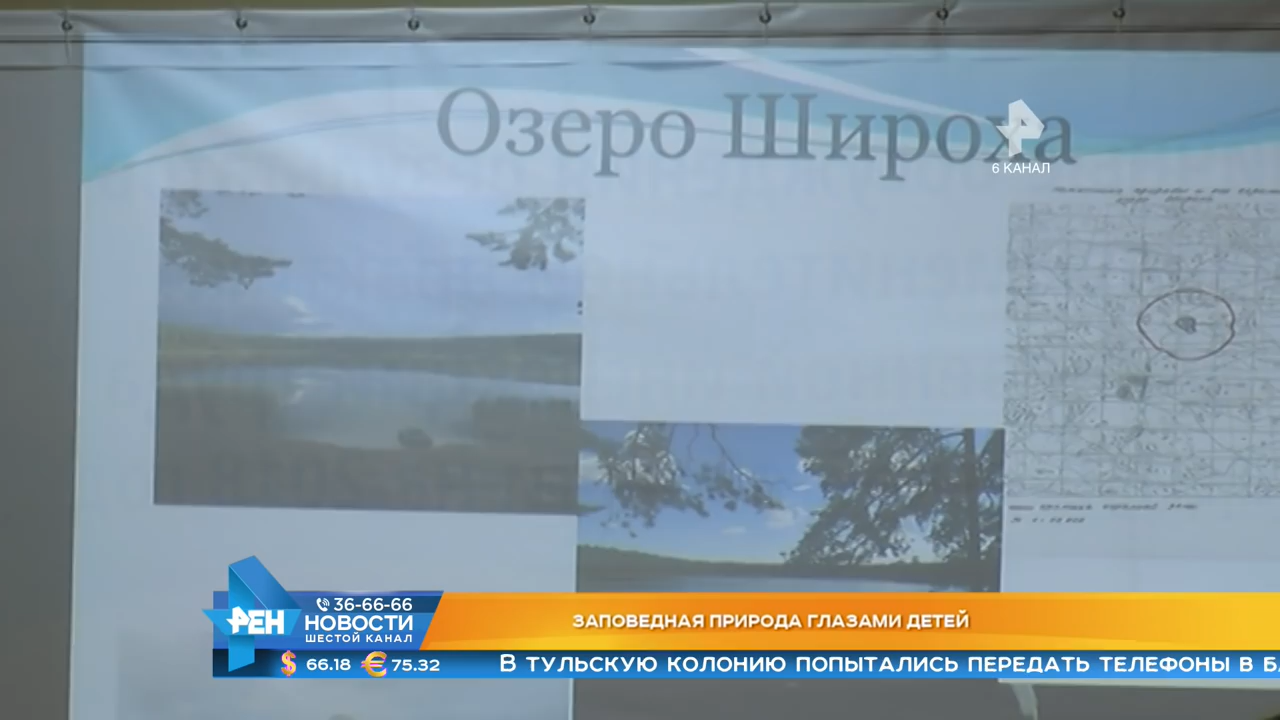 Озеро Широха
6 КАНАЛ
36-66-66
РЕН
НОВОСТИ
ШЕСТОЙ КАНАЛ
ЗАПОВЕДНАЯ ПРИРОДА ГЛАЗАМИ ДЕТЕЙ
$ 66.18 € 75.32
В ТУЛЬСКУЮ КОЛОНИЮ ПОПЫТАЛИСЬ ПЕРЕДАТЬ ТЕЛЕФОНЫ В